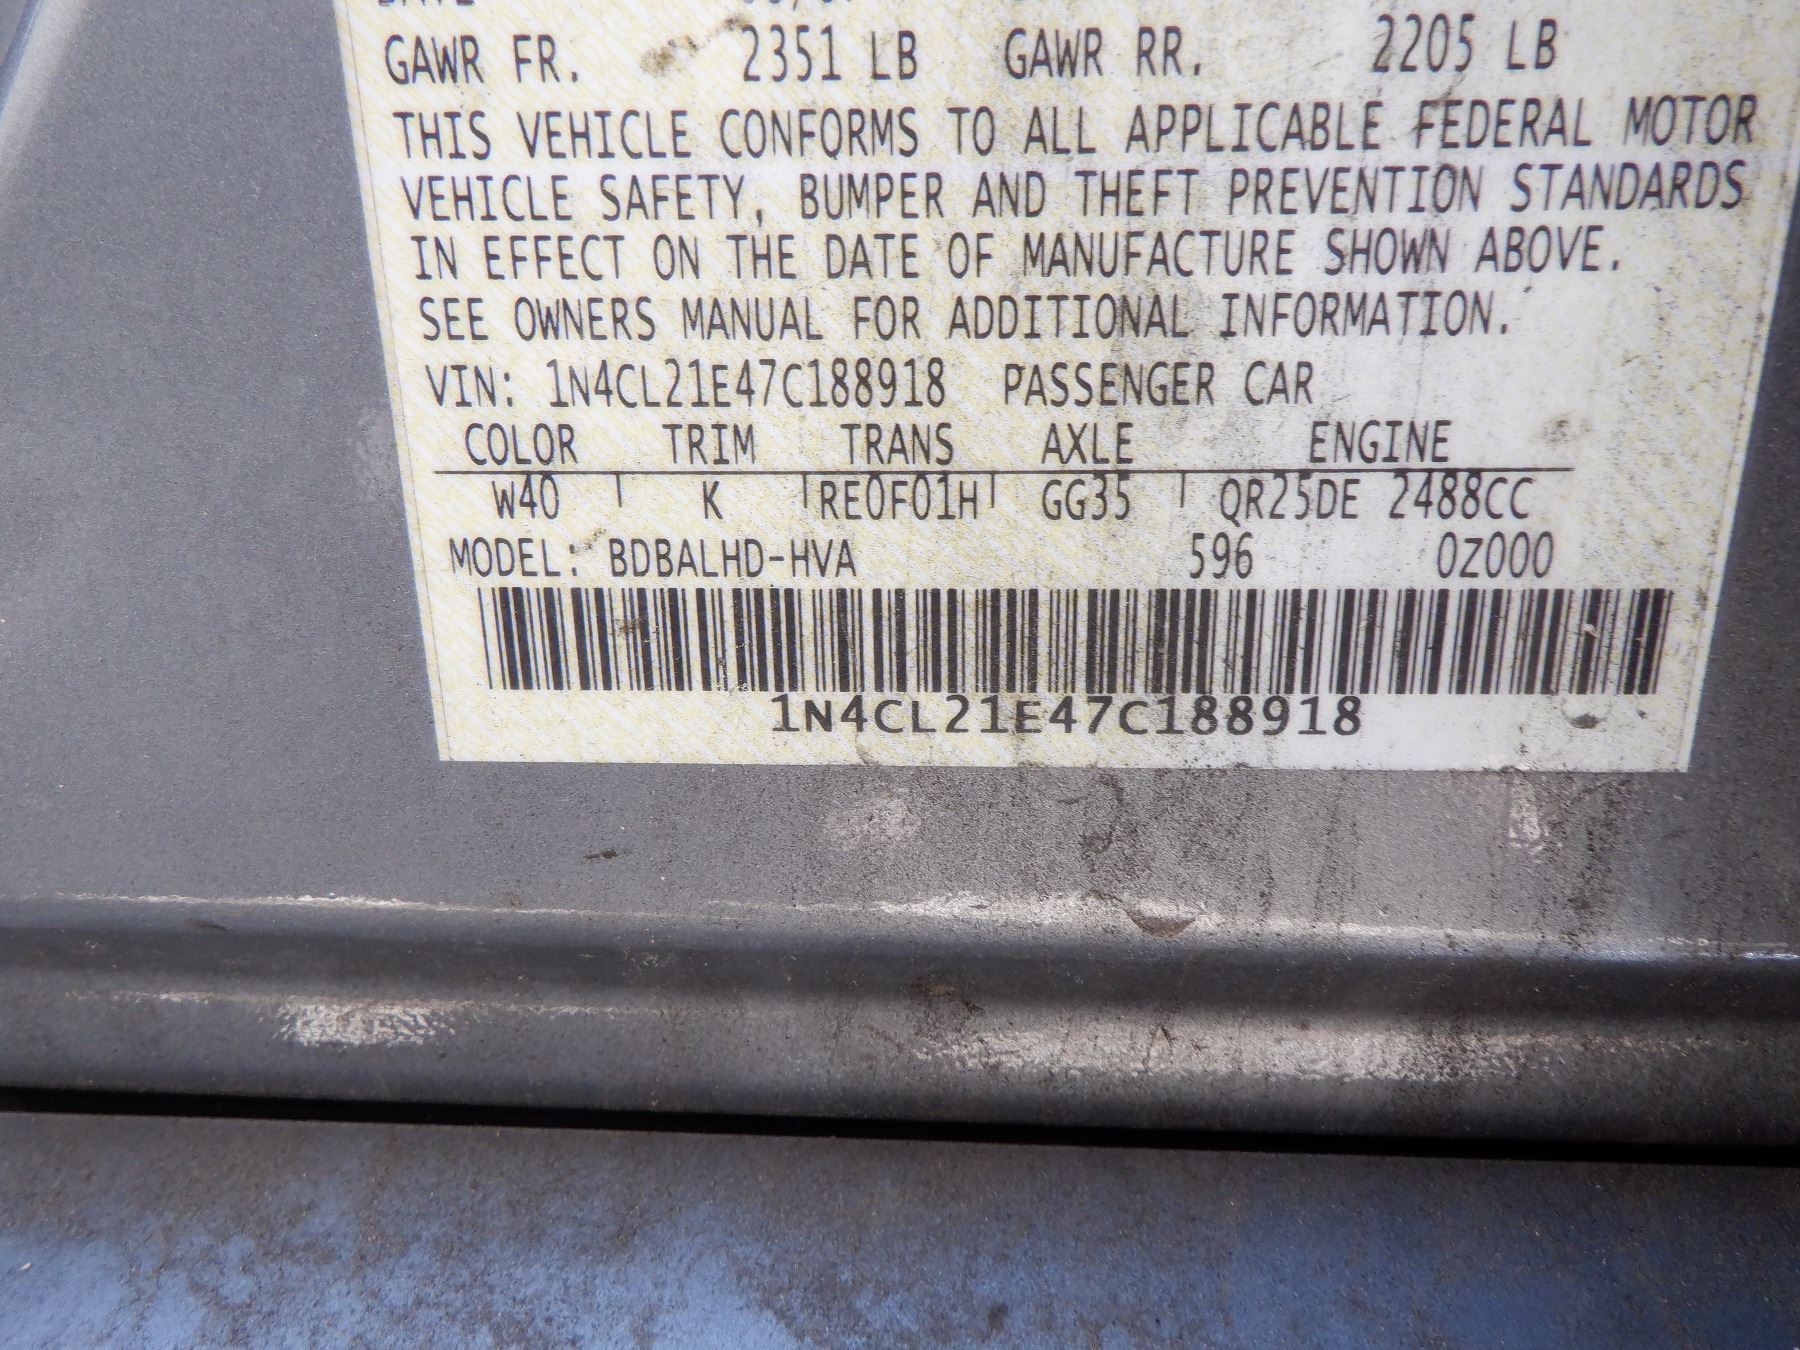 DATE
GAWR FR. 2351 LB GAWR RR. 2205 LB
THIS VEHICLE CONFORMS TO ALL APPLICABLE FEDERAL MOTOR
VEHICLE SAFETY, BUMPER AND THEFT PREVENTION STANDARDS
IN EFFECT ON THE DATE OF MANUFACTURE SHOWN ABOVE.
SEE OWNERS MANUAL FOR ADDITIONAL INFORMATION.
VIN: 1N4CL21E47C188918 PASSENGER CAR
COLOR TRIM TRANS AXLE ENGINE
W40 K RE0F01H GG35 QR25DE 2488CC
MODEL: BDBALHD-HVA 596 0Z000
1N4CL21E47C188918